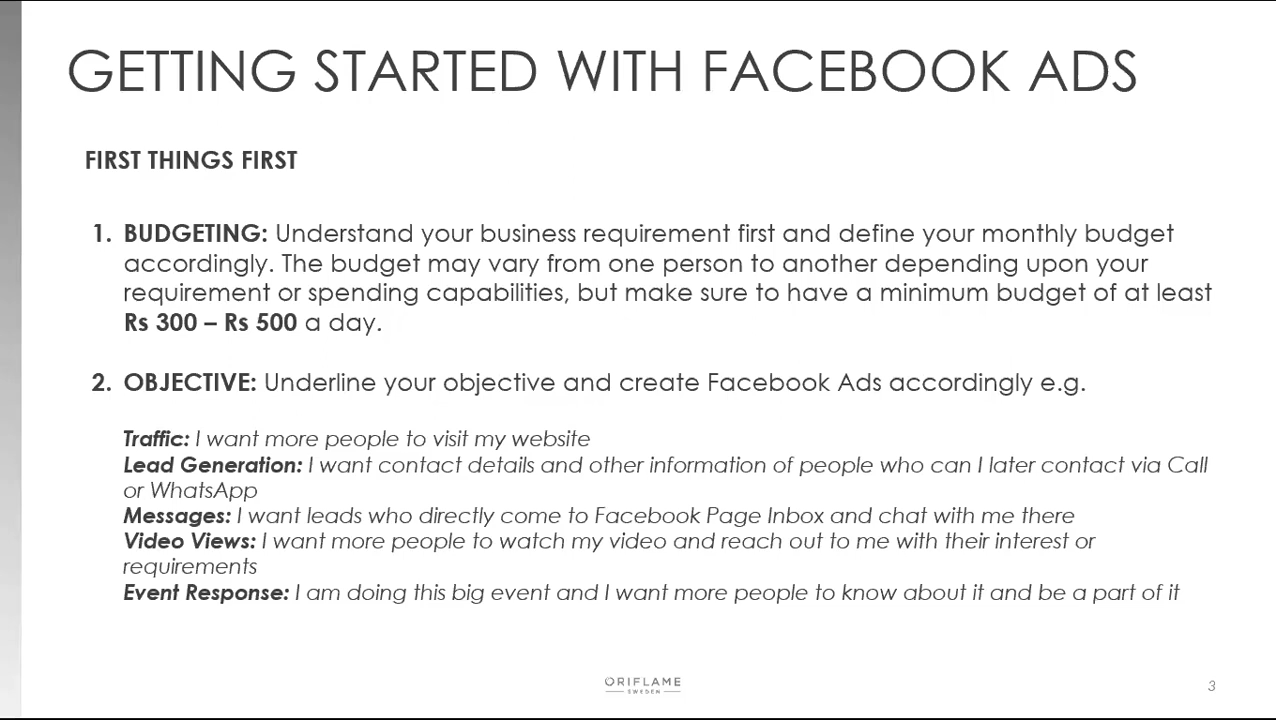 GETTING STARTED WITH FACEBOOK ADS
FIRST THINGS FIRST
1. BUDGETING: Understand your business requirement first and define your monthly budget
accordingly. The budget may vary from one person to another depending upon your
requirement or spending capabilities, but make sure to have a minimum budget of at least
Rs 300 – Rs 500 a day.
2. OBJECTIVE: Underline your objective and create Facebook Ads accordingly e.g.
Traffic: I want more people to visit my website
Lead Generation: I want contact details and other information of people who can I later contact via Call
or WhatsApp
Messages: I want leads who directly come to Facebook Page Inbox and chat with me there
Video Views: I want more people to watch my video and reach out to me with their interest or
requirements
Event Response: I am doing this big event and I want more people to know about it and be a part of it
ORIFLAME
SWEDEN
3